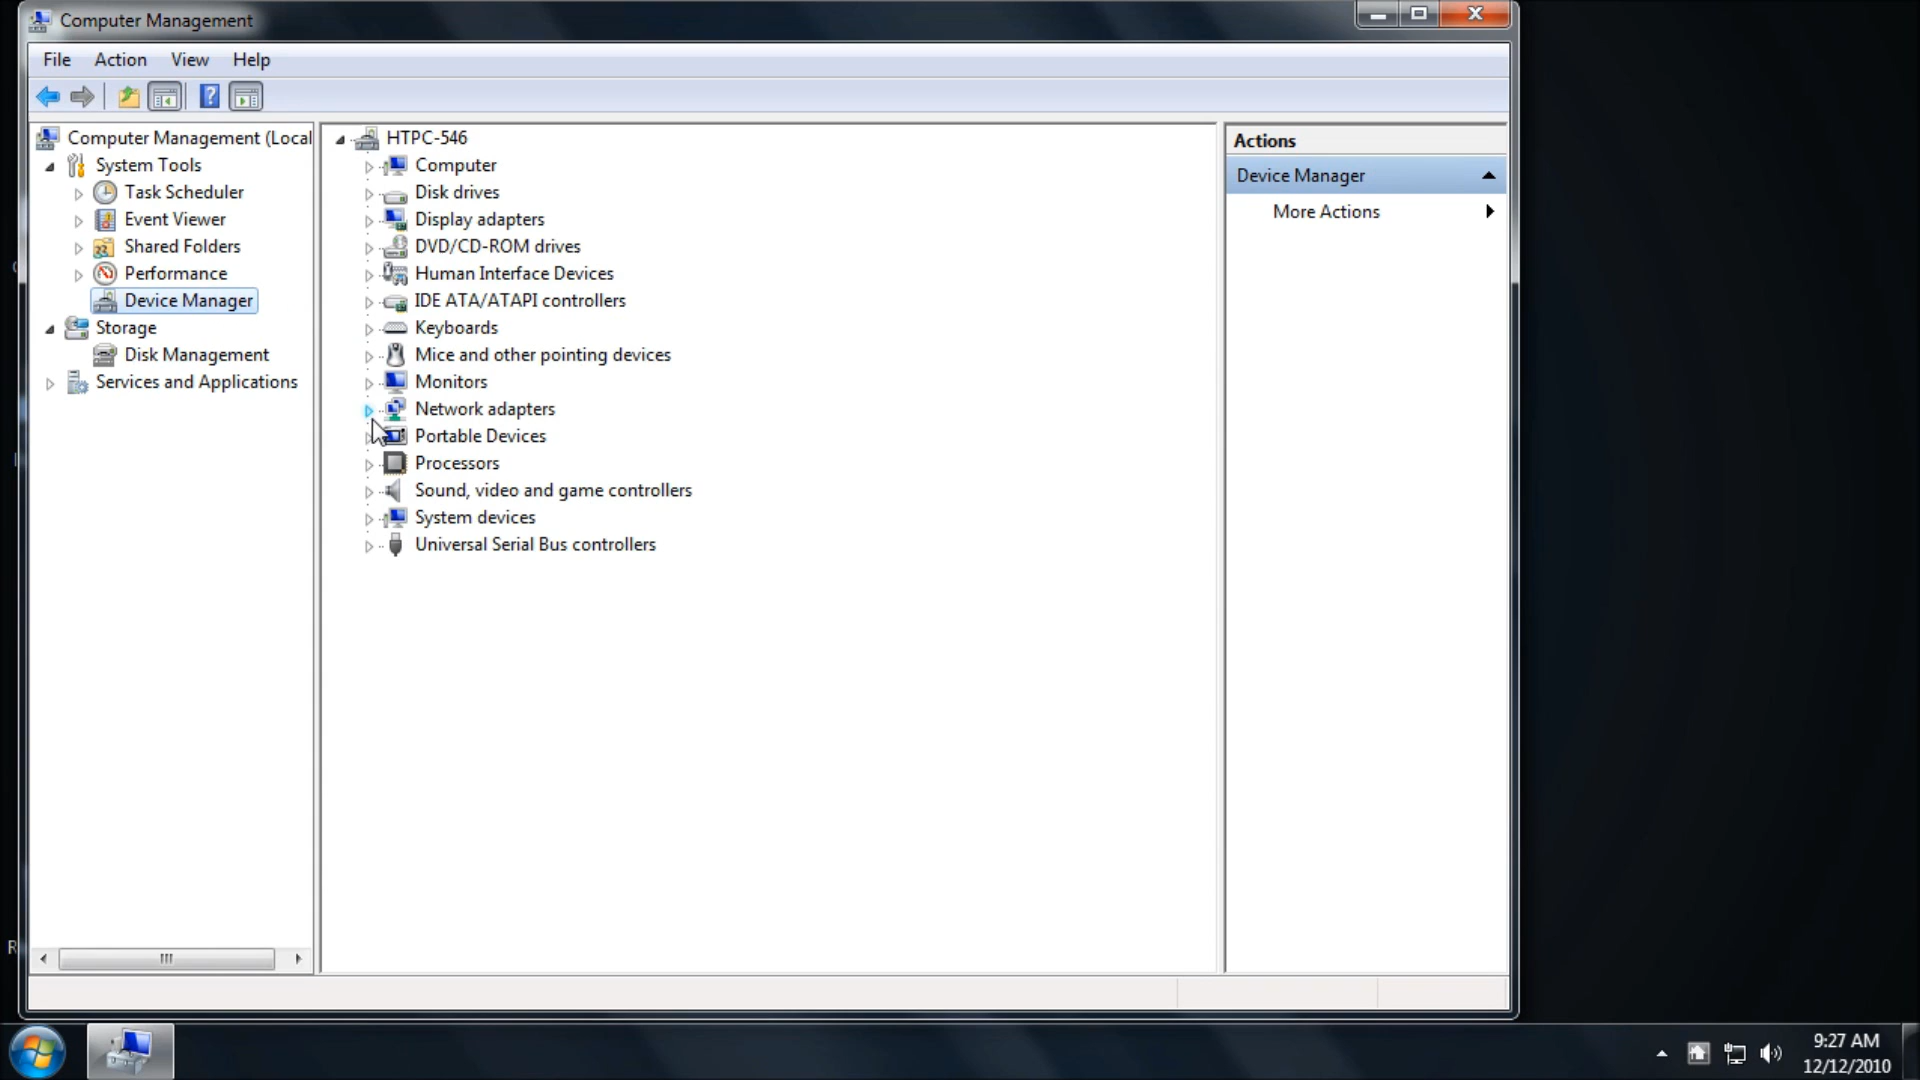 Computer Management
File Action View Help
Computer Management (Local
System Tools
Task Scheduler
Event Viewer
Shared Folders
Performance
Device Manager
Storage
Disk Management
Services and Applications
HTPC-546
Computer
Disk drives
Display adapters
DVD/CD-ROM drives
Human Interface Devices
IDE ATA/ATAPI controllers
Keyboards
Mice and other pointing devices
Monitors
Network adapters
Portable Devices
Processors
Sound, video and game controllers
System devices
Universal Serial Bus controllers
Actions
Device Manager
More Actions
R
9:27 AM
12/12/2010